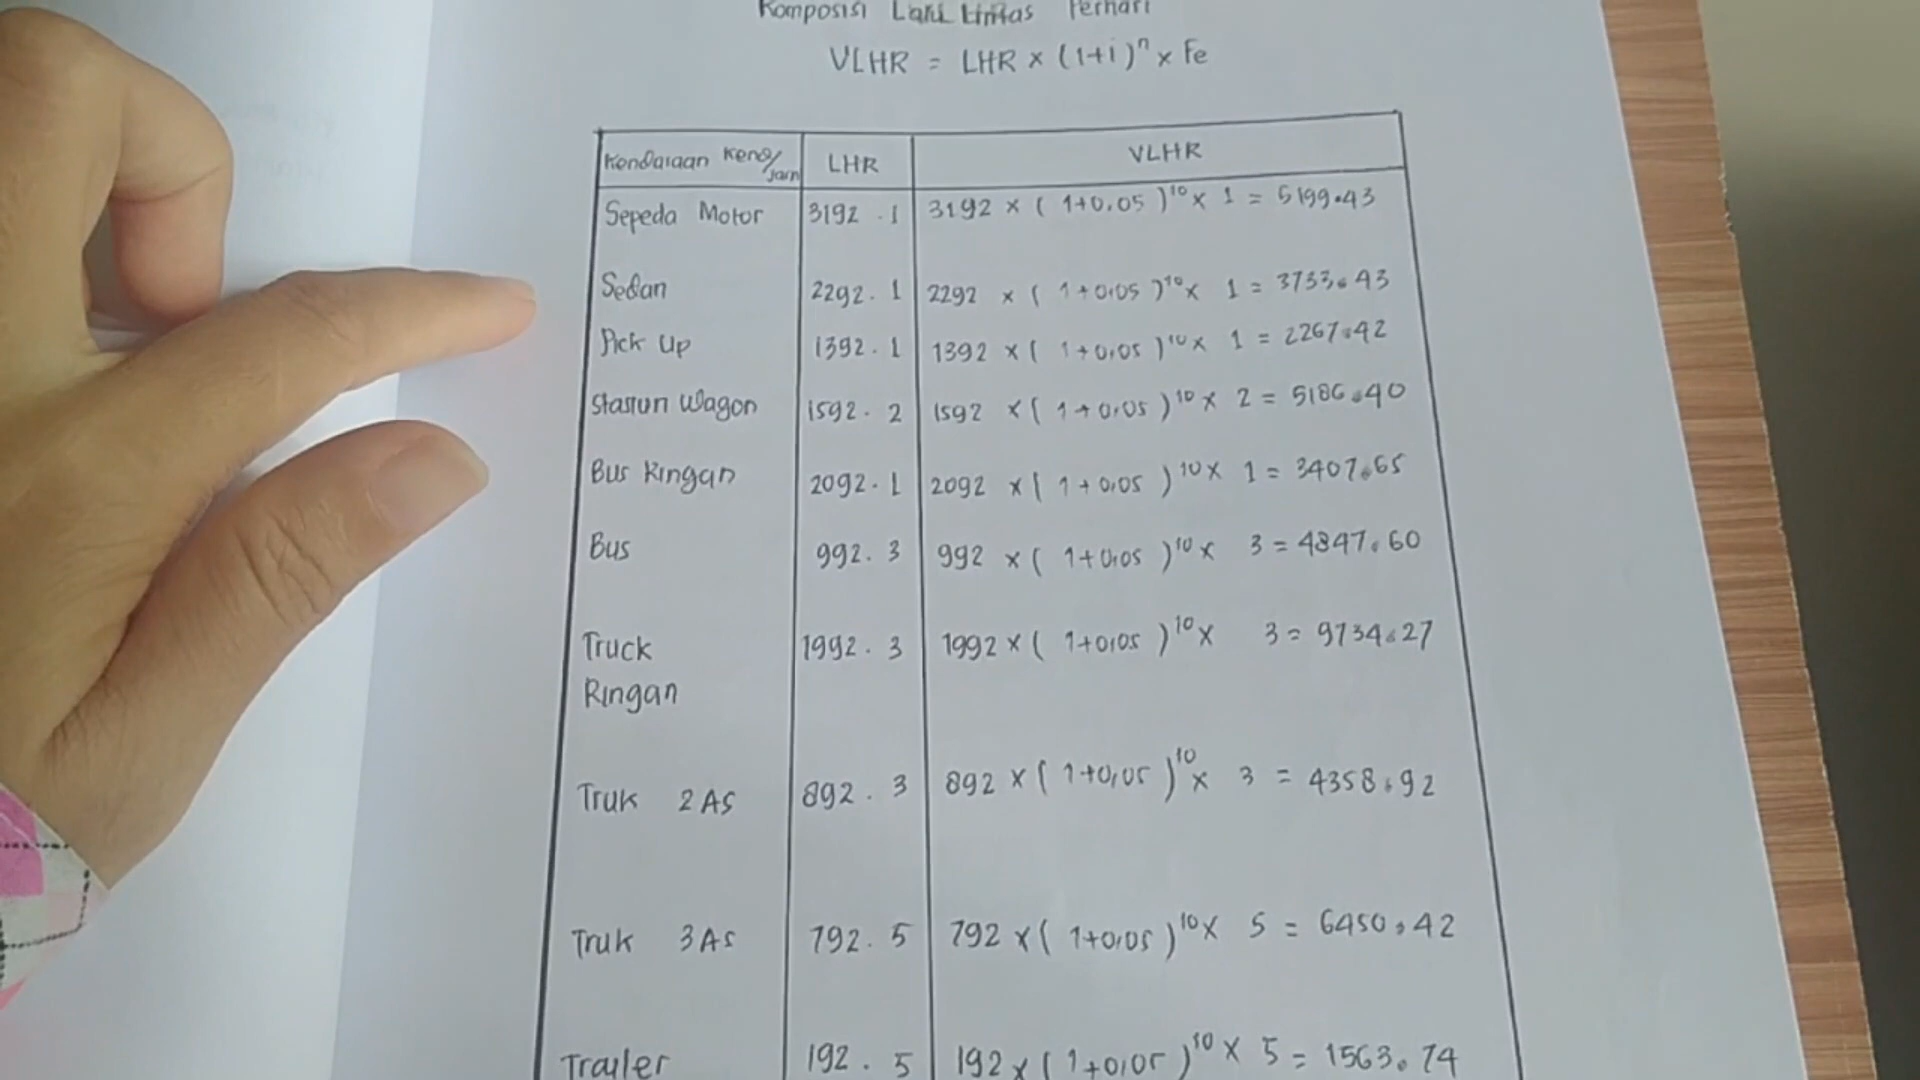 Komposisi Lalu Lintas Perhari
VLHR = LHR × (1+i)ⁿ × Fe
Kendaraan Kend/jam LHR VLHR
Sepeda Motor 3192 . 1 3192 × ( 1+0.05 )¹⁰ × 1 = 5199.43
Sedan 2292 . 1 2292 × ( 1+0,05 )¹⁰ × 1 = 3733.43
Pick Up 1392 . 1 1392 × ( 1+0,05 )¹⁰ × 1 = 2267.42
Stasiun Wagon 1592 . 2 1592 × ( 1+0,05 )¹⁰ × 2 = 5186.40
Bus Ringan 2092 . 1 2092 × ( 1+0,05 )¹⁰ × 1 = 3407.65
Bus 992 . 3 992 × ( 1+0,05 )¹⁰ × 3 = 4847.60
Truck 1992 . 3 1992 × ( 1+0,05 )¹⁰ × 3 = 9734.27
Ringan
Truk 2 AS 892 . 3 892 × ( 1+0,05 )¹⁰ × 3 = 4358.92
Truk 3 AS 792 . 5 792 × ( 1+0,05 )¹⁰ × 5 = 6450,42
Trayler 192 . 5 192 × ( 1+0,05 )¹⁰ × 5 = 1563.74